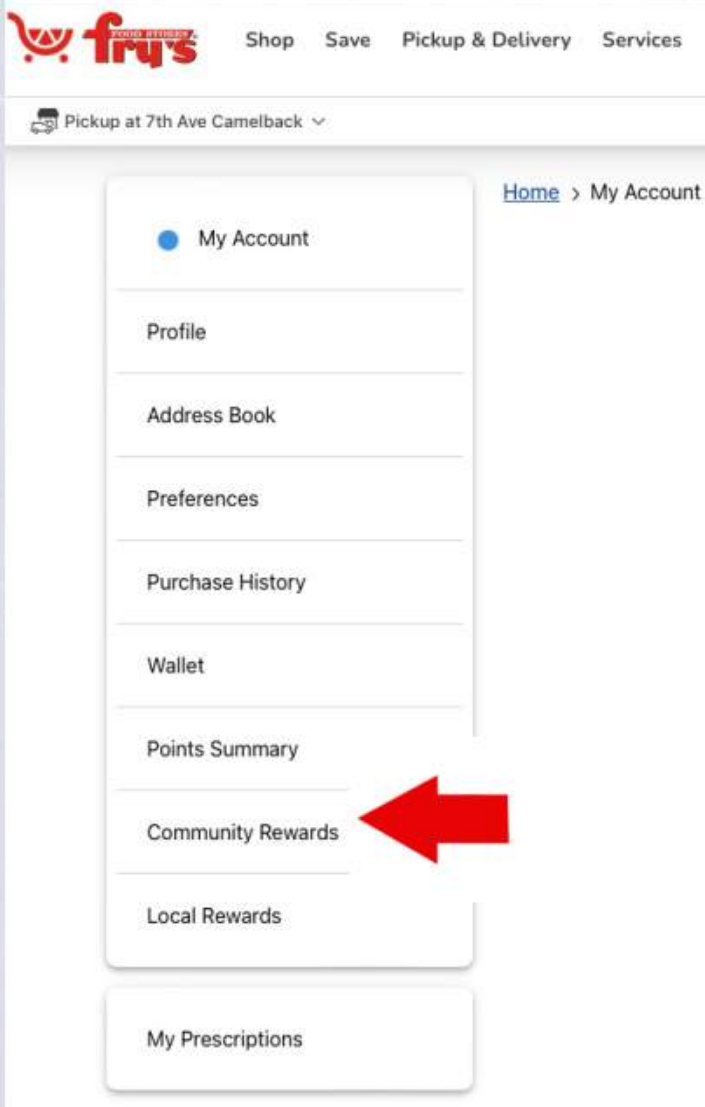 FOOD STORES
fry's
Shop Save Pickup & Delivery Services
Pickup at 7th Ave Camelback
Home > My Account
My Account
Profile
Address Book
Preferences
Purchase History
Wallet
Points Summary
Community Rewards
Local Rewards
My Prescriptions